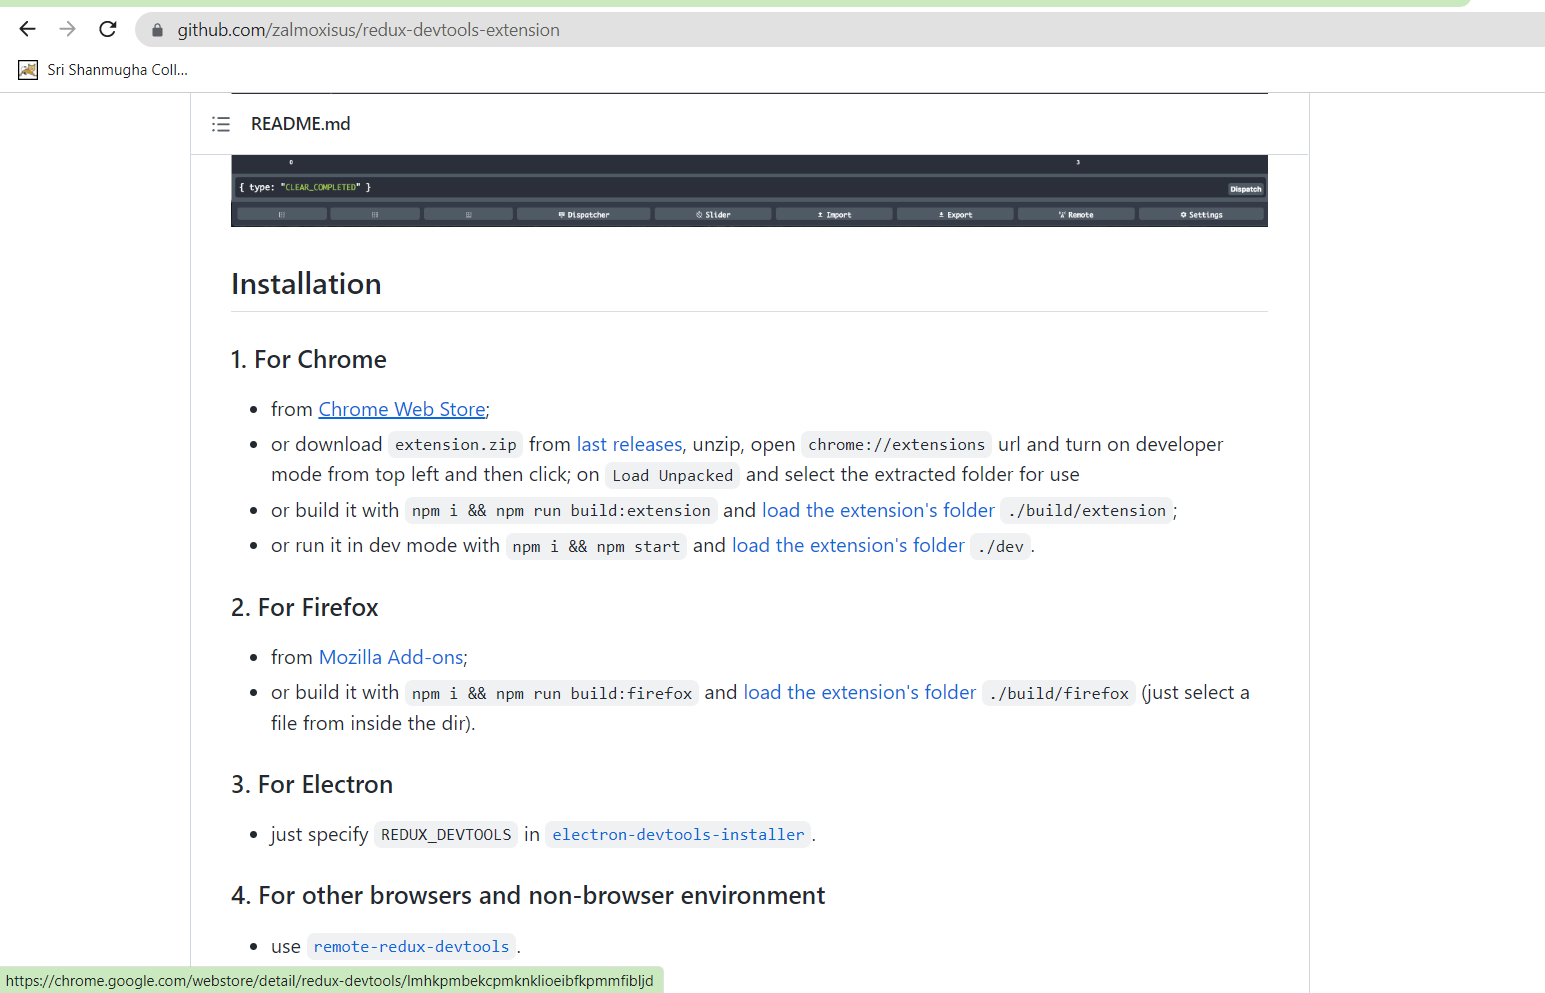 github.com/zalmoxisus/redux-devtools-extension
Sri Shanmugha Coll...
README.md
0 3
{ type: "CLEAR_COMPLETED" } Dispatch
Dispatcher Slider Import Export Remote Settings
Installation
1. For Chrome
• from Chrome Web Store;
• or download extension.zip from last releases, unzip, open chrome://extensions url and turn on developer
mode from top left and then click; on Load Unpacked and select the extracted folder for use
• or build it with npm i && npm run build:extension and load the extension's folder ./build/extension ;
• or run it in dev mode with npm i && npm start and load the extension's folder ./dev .
2. For Firefox
• from Mozilla Add-ons;
• or build it with npm i && npm run build:firefox and load the extension's folder ./build/firefox (just select a
file from inside the dir).
3. For Electron
• just specify REDUX_DEVTOOLS in electron-devtools-installer .
4. For other browsers and non-browser environment
• use remote-redux-devtools .
https://chrome.google.com/webstore/detail/redux-devtools/lmhkpmbekcpmknklioeibfkpmmfibljd